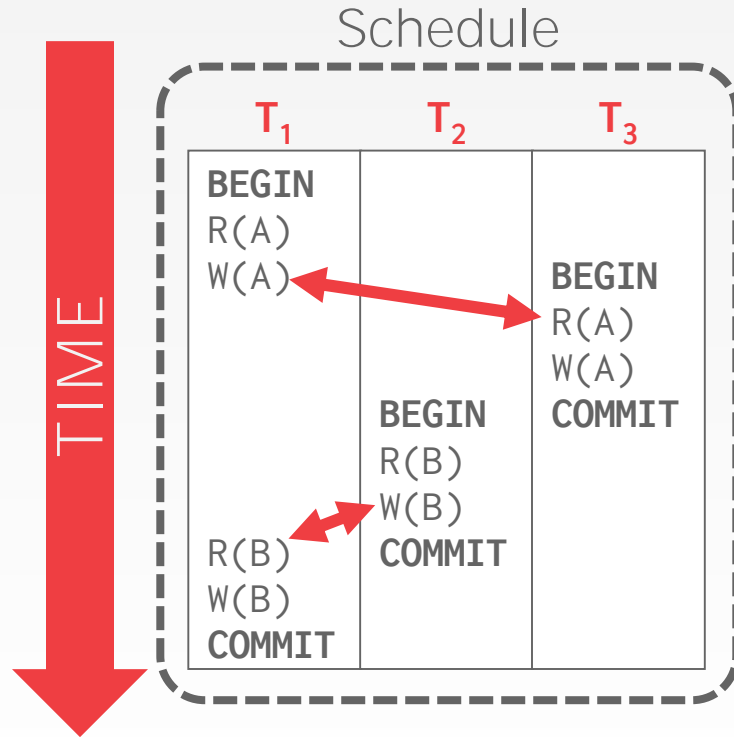 Schedule
TIME
T₁ T₂ T₃
BEGIN
R(A)
W(A) BEGIN
R(A)
W(A)
BEGIN COMMIT
R(B)
W(B)
R(B) COMMIT
W(B)
COMMIT